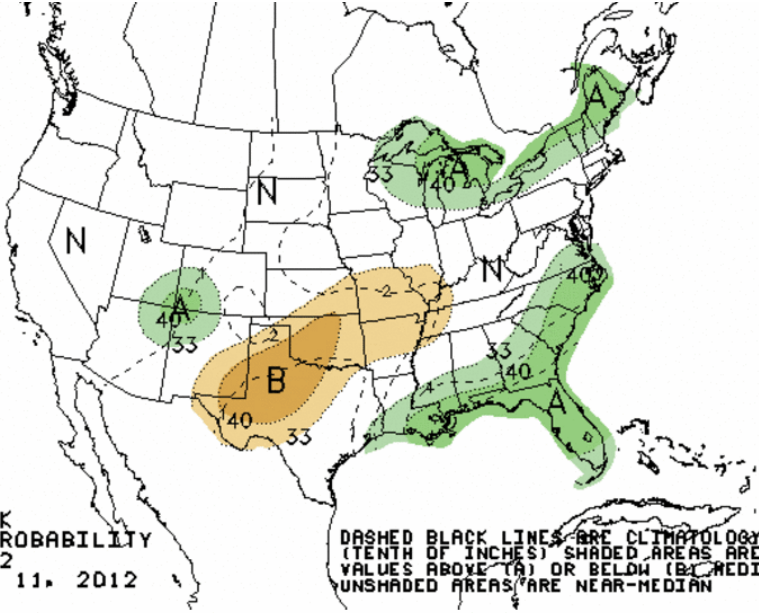 A
33
A
40
N
N
N
A
40
33
2
2
B
40
33
40
33
40
A
K
ROBABILITY
2
11, 2012
DASHED BLACK LINES ARE CLIMATOLOGY
(TENTH OF INCHES) SHADED AREAS ARE
VALUES ABOVE (A) OR BELOW (B) MEDI
UNSHADED AREAS ARE NEAR-MEDIAN